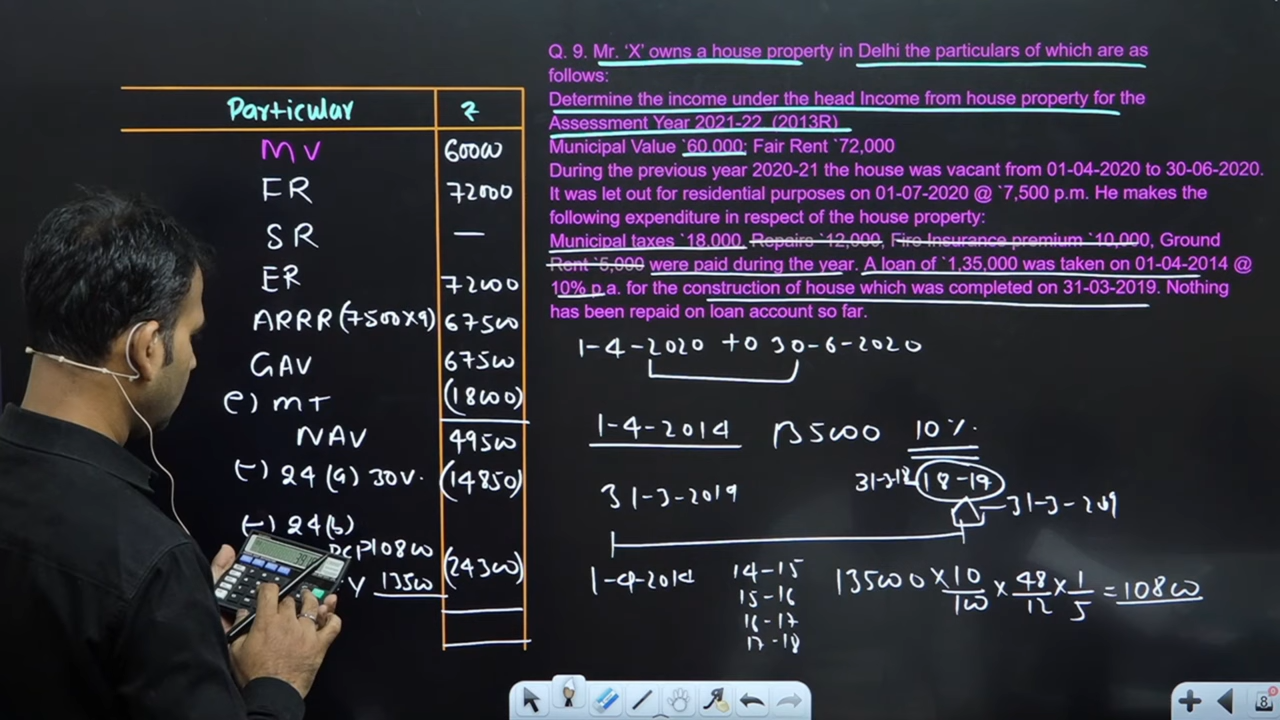 Q. 9. Mr. ‘X’ owns a house property in Delhi the particulars of which are as
follows:
Determine the income under the head Income from house property for the
Assessment Year 2021-22 (2013R)
Municipal Value `60,000; Fair Rent `72,000
During the previous year 2020-21 the house was vacant from 01-04-2020 to 30-06-2020.
It was let out for residential purposes on 01-07-2020 @ `7,500 p.m. He makes the
following expenditure in respect of the house property:
Municipal taxes `18,000, Repairs `12,000, Fire Insurance premium `10,000, Ground
Rent `5,000 were paid during the year. A loan of `1,35,000 was taken on 01-04-2014 @
10% p.a. for the construction of house which was completed on 31-03-2019. Nothing
has been repaid on loan account so far.
Particular ₹
MV 60000
FR 72000
SR —
ER 72000
ARRR (7500×9) 67500
GAV 67500
(-) MT (18000)
NAV 49500
(-) 24 (a) 30% (14850)
(-) 24(b)
PCP 10800
Y 13500 (24300)
1-4-2020 to 30-6-2020
1-4-2014 135000 10%
31-3-2019
31-3-18 18-19
31-3-2019
1-4-2014
14-15
15-16
16-17
17-18
135000 × 10/100 × 48/12 × 1/5 = 10800
8